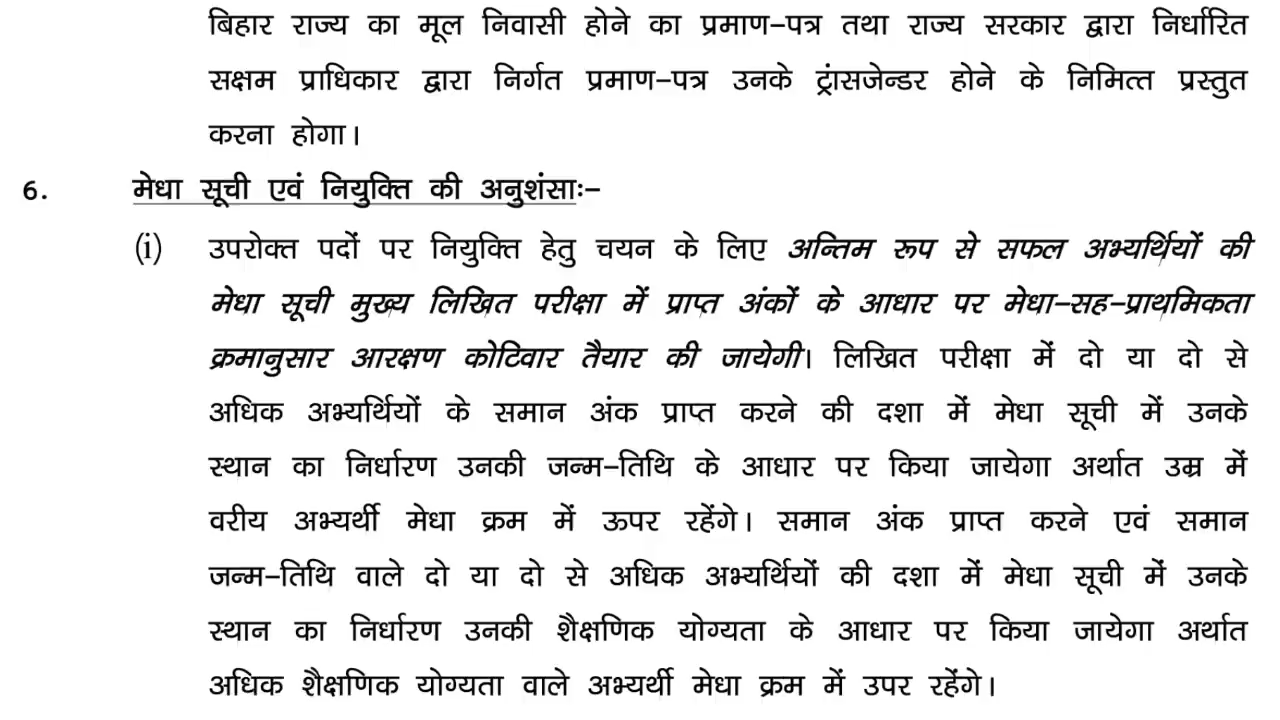 बिहार राज्य का मूल निवासी होने का प्रमाण–पत्र तथा राज्य सरकार द्वारा निर्धारित
सक्षम प्राधिकार द्वारा निर्गत प्रमाण–पत्र उनके ट्रांसजेन्डर होने के निमित्त प्रस्तुत
करना होगा।
6. मेधा सूची एवं नियुक्ति की अनुशंसाः–
(i) उपरोक्त पदों पर नियुक्ति हेतु चयन के लिए अन्तिम रूप से सफल अभ्यर्थियों की
मेधा सूची मुख्य लिखित परीक्षा में प्राप्त अंकों के आधार पर मेधा–सह–प्राथमिकता
क्रमानुसार आरक्षण कोटिवार तैयार की जायेगी। लिखित परीक्षा में दो या दो से
अधिक अभ्यर्थियों के समान अंक प्राप्त करने की दशा में मेधा सूची में उनके
स्थान का निर्धारण उनकी जन्म–तिथि के आधार पर किया जायेगा अर्थात उम्र में
वरीय अभ्यर्थी मेधा क्रम में ऊपर रहेंगे। समान अंक प्राप्त करने एवं समान
जन्म–तिथि वाले दो या दो से अधिक अभ्यर्थियों की दशा में मेधा सूची में उनके
स्थान का निर्धारण उनकी शैक्षणिक योग्यता के आधार पर किया जायेगा अर्थात
अधिक शैक्षणिक योग्यता वाले अभ्यर्थी मेधा क्रम में उपर रहेंगे।